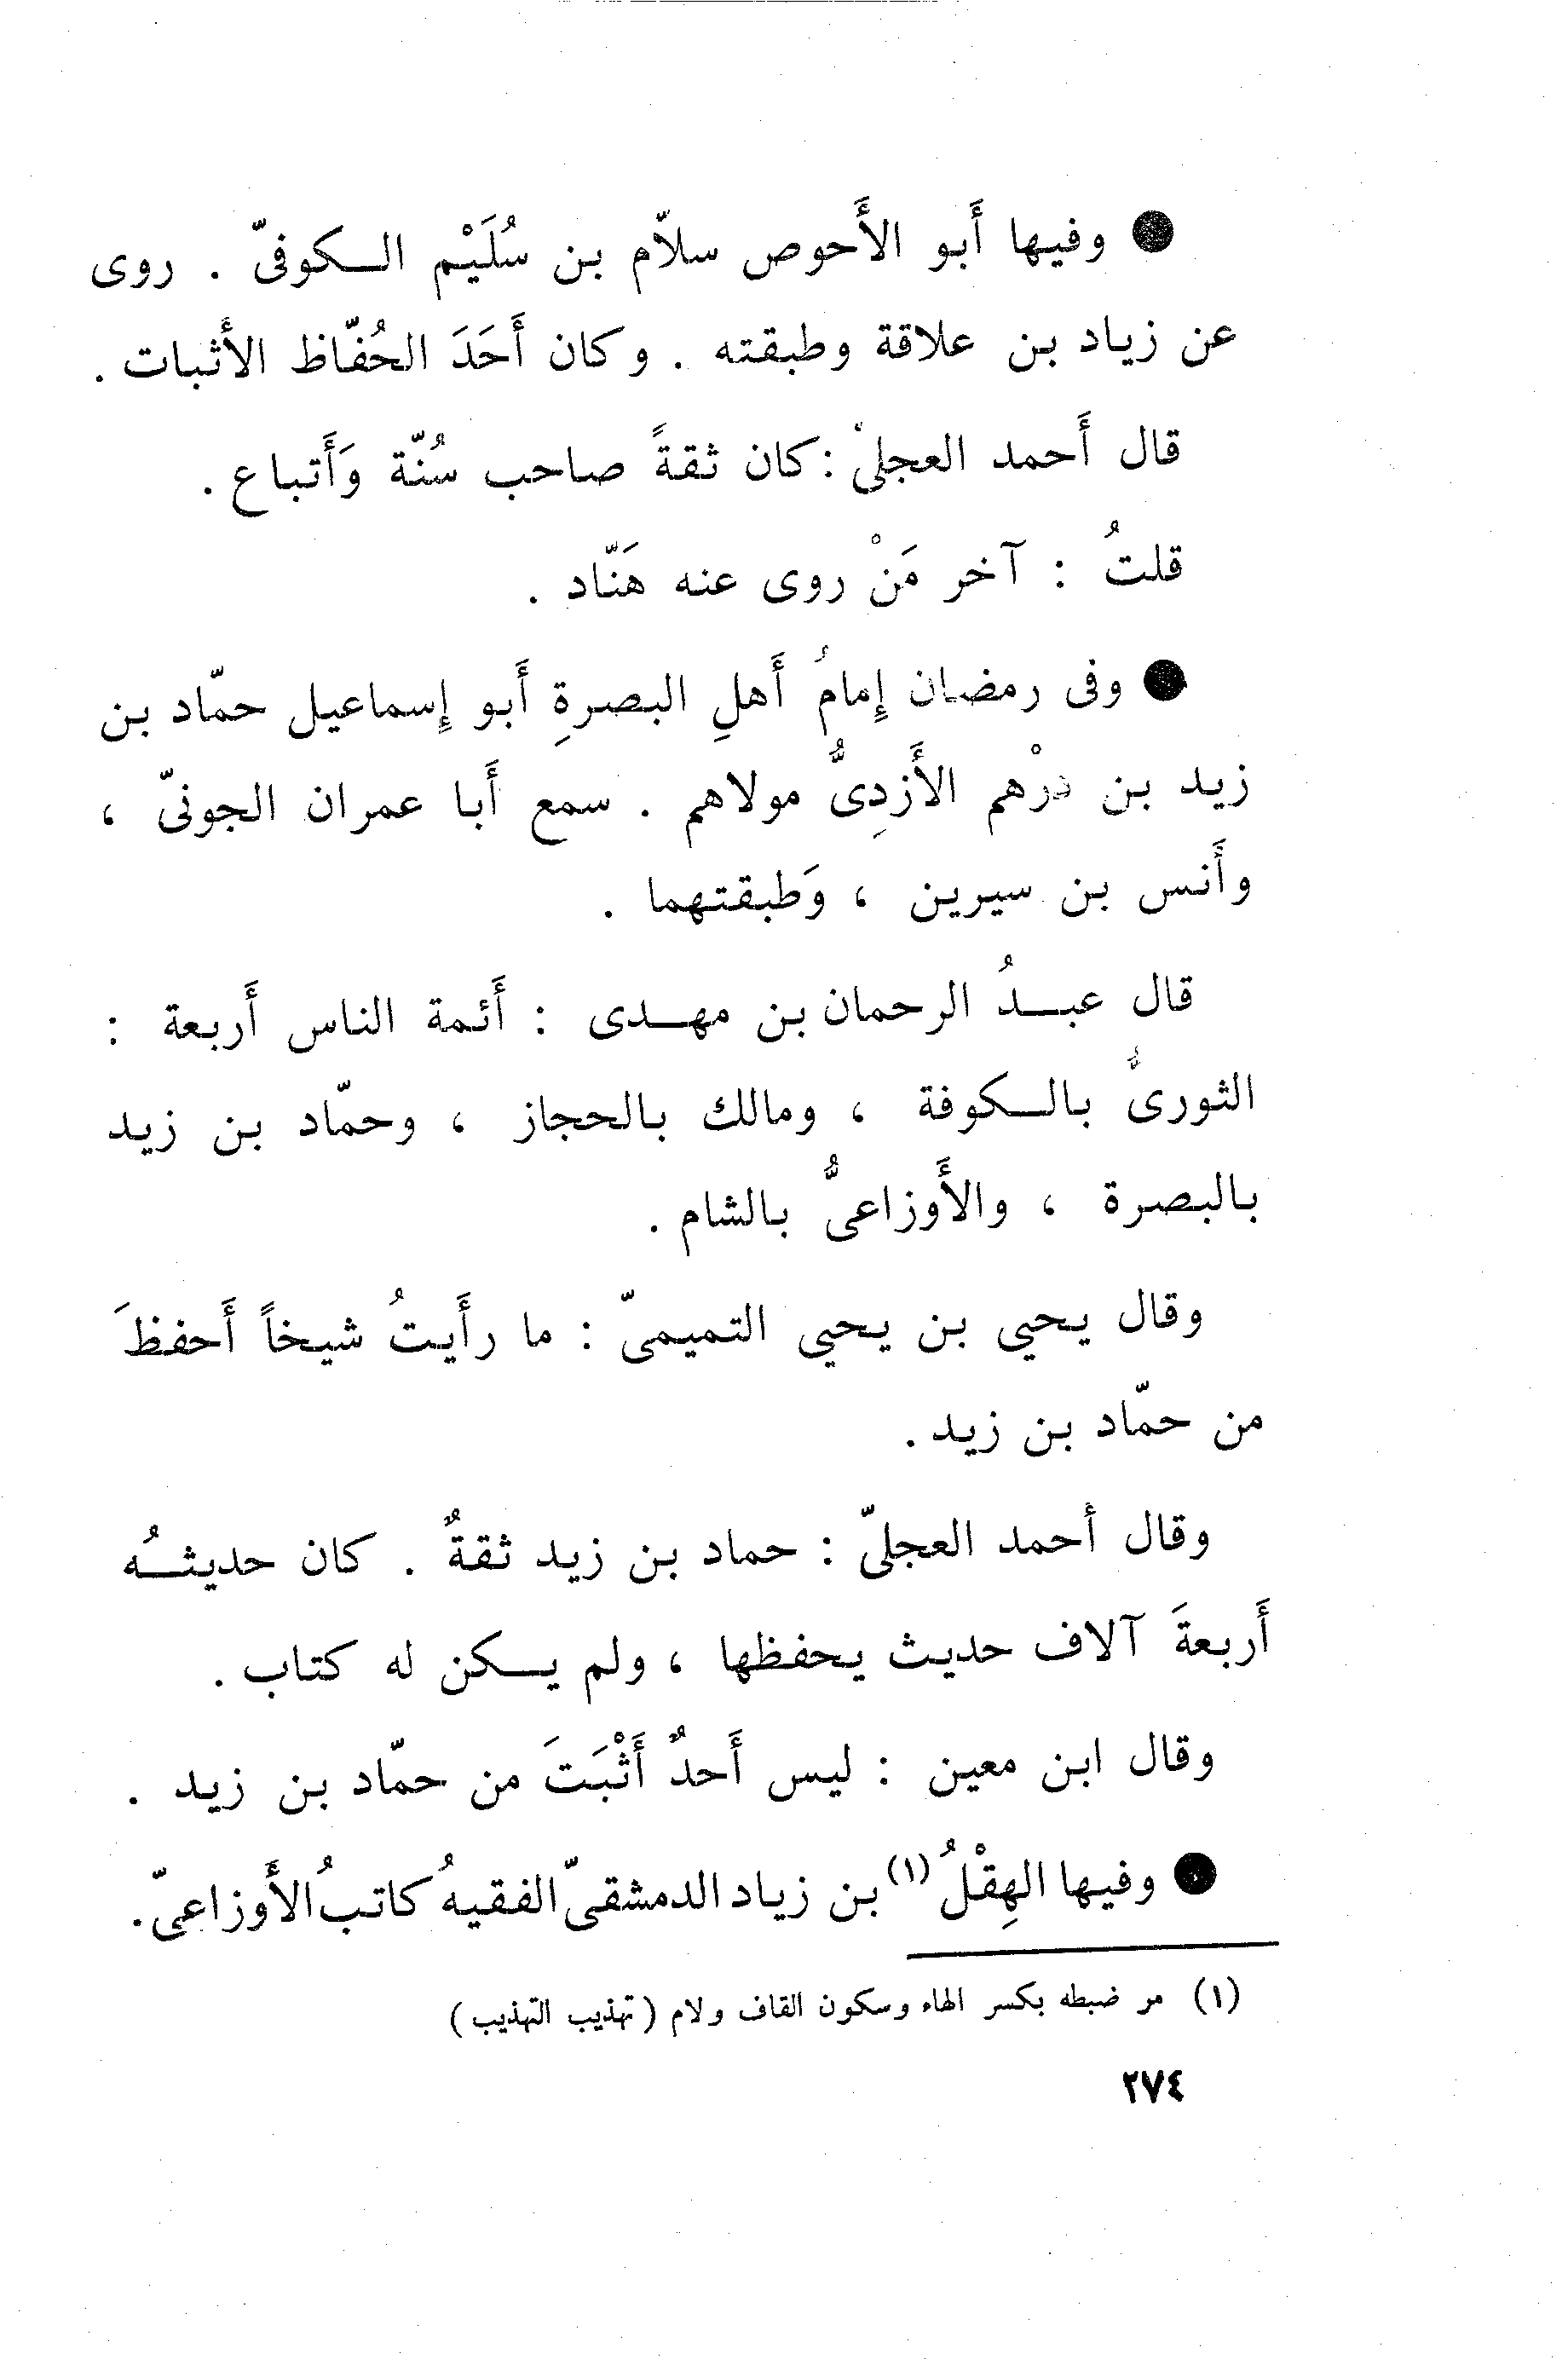 ● وفيها أَبو الأَحوص سلاّم بن سُلَيْم الكوفىّ . روى
عن زياد بن علاقة وطبقته . وكان أَحَدَ الحُفّاظ الأَثبات .
قال أَحمد العجلىّ : كان ثقةً صاحب سُنّة وَأَتباع .
قلتُ : آخر مَنْ روى عنه هَنّاد .
● وفى رمضان إِمامُ أَهلِ البصرةِ أَبو إِسماعيل حمّاد بن
زيد بن درْهم الأَزدِىُّ مولاهم . سمع أَبا عمران الجونىّ ،
وأَنس بن سيرين ، وَطبقتهما .
قال عبدُ الرحمان بن مهدى : أَئمة الناس أَربعة :
الثورىُّ بالكوفة ، ومالك بالحجاز ، وحمّاد بن زيد
بالبصرة ، والأَوزاعىُّ بالشام .
وقال يحيى بن يحيى التميمىّ : ما رأَيتُ شيخاً أَحفظَ
من حمّاد بن زيد .
وقال أحمد العجلىّ : حماد بن زيد ثقةٌ . كان حديثُه
أَربعةَ آلاف حديث يحفظها ، ولم يكن له كتاب .
وقال ابن معين : ليس أَحدٌ أَثْبَتَ من حمّاد بن زيد .
● وفيها الهِقْلُ (١) بن زياد الدمشقىّ الفقيهُ كاتبُ الأَوزاعىّ .
(١) مر ضبطه بكسر الهاء وسكون القاف ولام (تهذيب التهذيب)
٢٧٤